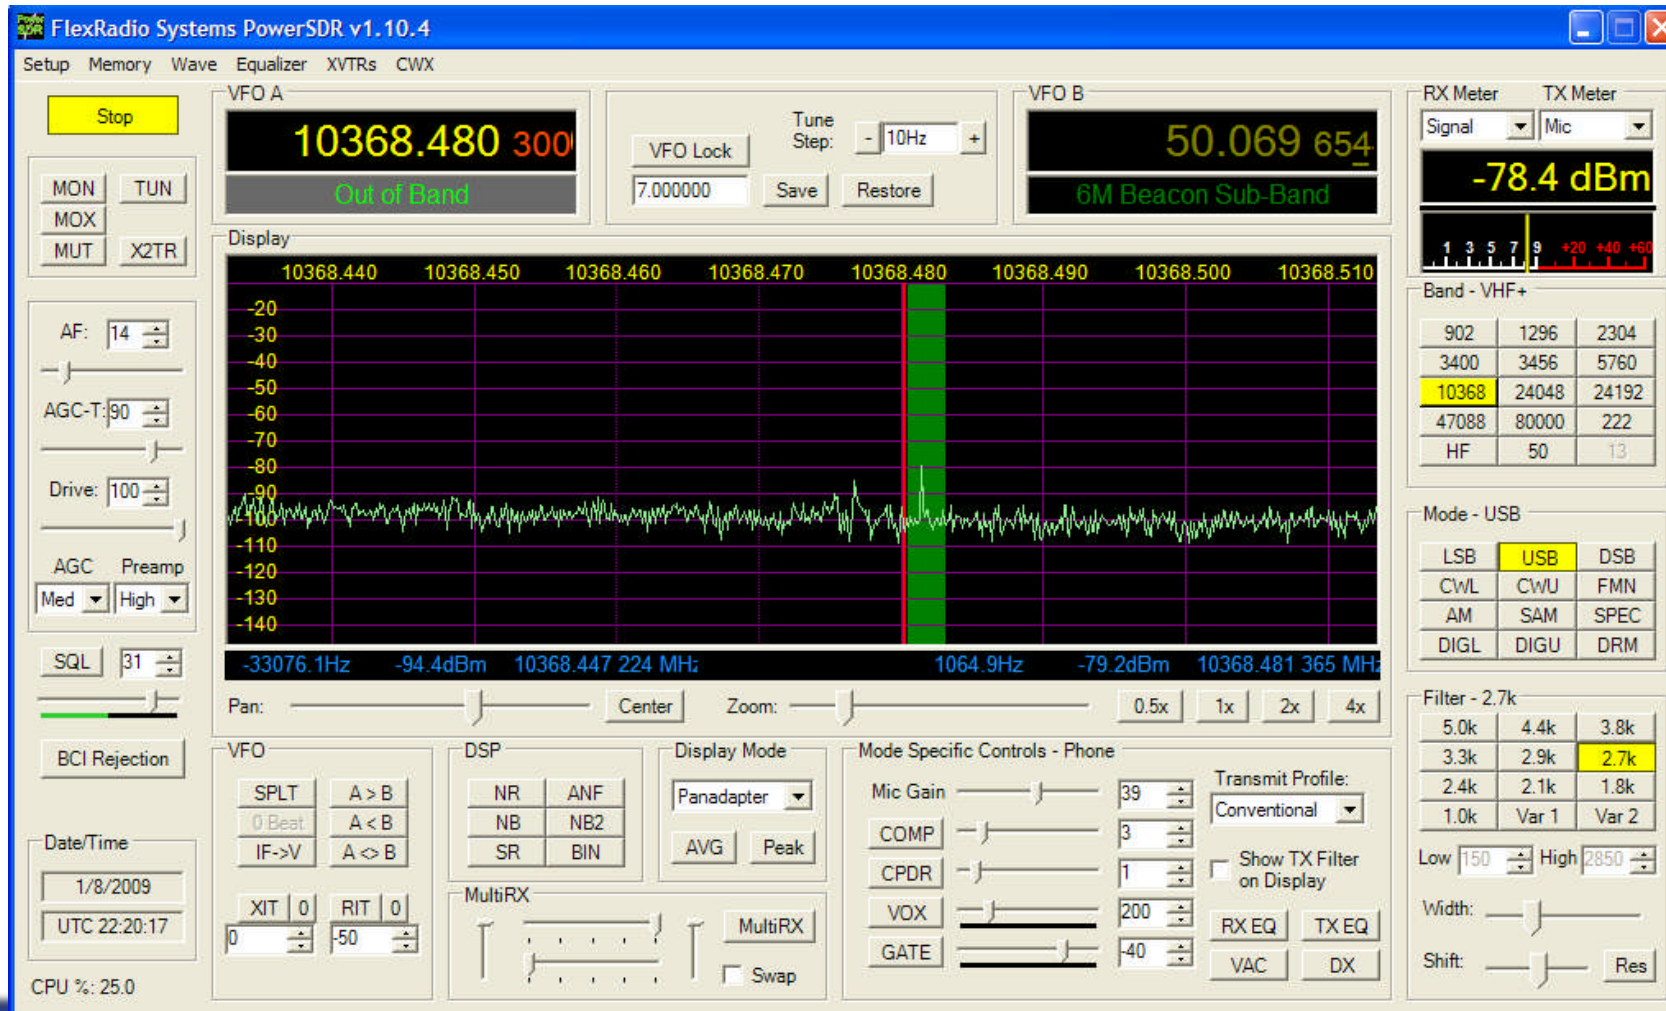 FlexRadio Systems PowerSDR v1.10.4
Setup Memory Wave Equalizer XVTRs CWX
Stop
MON TUN
MOX
MUT X2TR
AF: 14
AGC-T: 90
Drive: 100
AGC Preamp
Med High
SQL 31
BCI Rejection
Date/Time
1/8/2009
UTC 22:20:17
CPU %: 25.0
VFO A
10368.480 300
Out of Band
VFO Lock
Tune Step: - 10Hz +
7.000000 Save Restore
VFO B
50.069 654
6M Beacon Sub-Band
Display
10368.440 10368.450 10368.460 10368.470 10368.480 10368.490 10368.500 10368.510
-20
-30
-40
-50
-60
-70
-80
-90
-100
-110
-120
-130
-140
-33076.1Hz -94.4dBm 10368.447 224 MHz 1064.9Hz -79.2dBm 10368.481 365 MHz
Pan: Center Zoom: 0.5x 1x 2x 4x
VFO
SPLT A > B
0 Beat A < B
IF->V A <> B
XIT 0 RIT 0
0 -50
DSP
NR ANF
NB NB2
SR BIN
Display Mode
Panadapter
AVG Peak
MultiRX
MultiRX
Swap
Mode Specific Controls - Phone
Mic Gain 39
COMP 3
CPDR 1
VOX 200
GATE -40
Transmit Profile:
Conventional
Show TX Filter
on Display
RX EQ TX EQ
VAC DX
RX Meter TX Meter
Signal Mic
-78.4 dBm
1 3 5 7 9 +20 +40 +60
Band - VHF+
902 1296 2304
3400 3456 5760
10368 24048 24192
47088 80000 222
HF 50 13
Mode - USB
LSB USB DSB
CWL CWU FMN
AM SAM SPEC
DIGL DIGU DRM
Filter - 2.7k
5.0k 4.4k 3.8k
3.3k 2.9k 2.7k
2.4k 2.1k 1.8k
1.0k Var 1 Var 2
Low 150 High 2850
Width:
Shift: Res